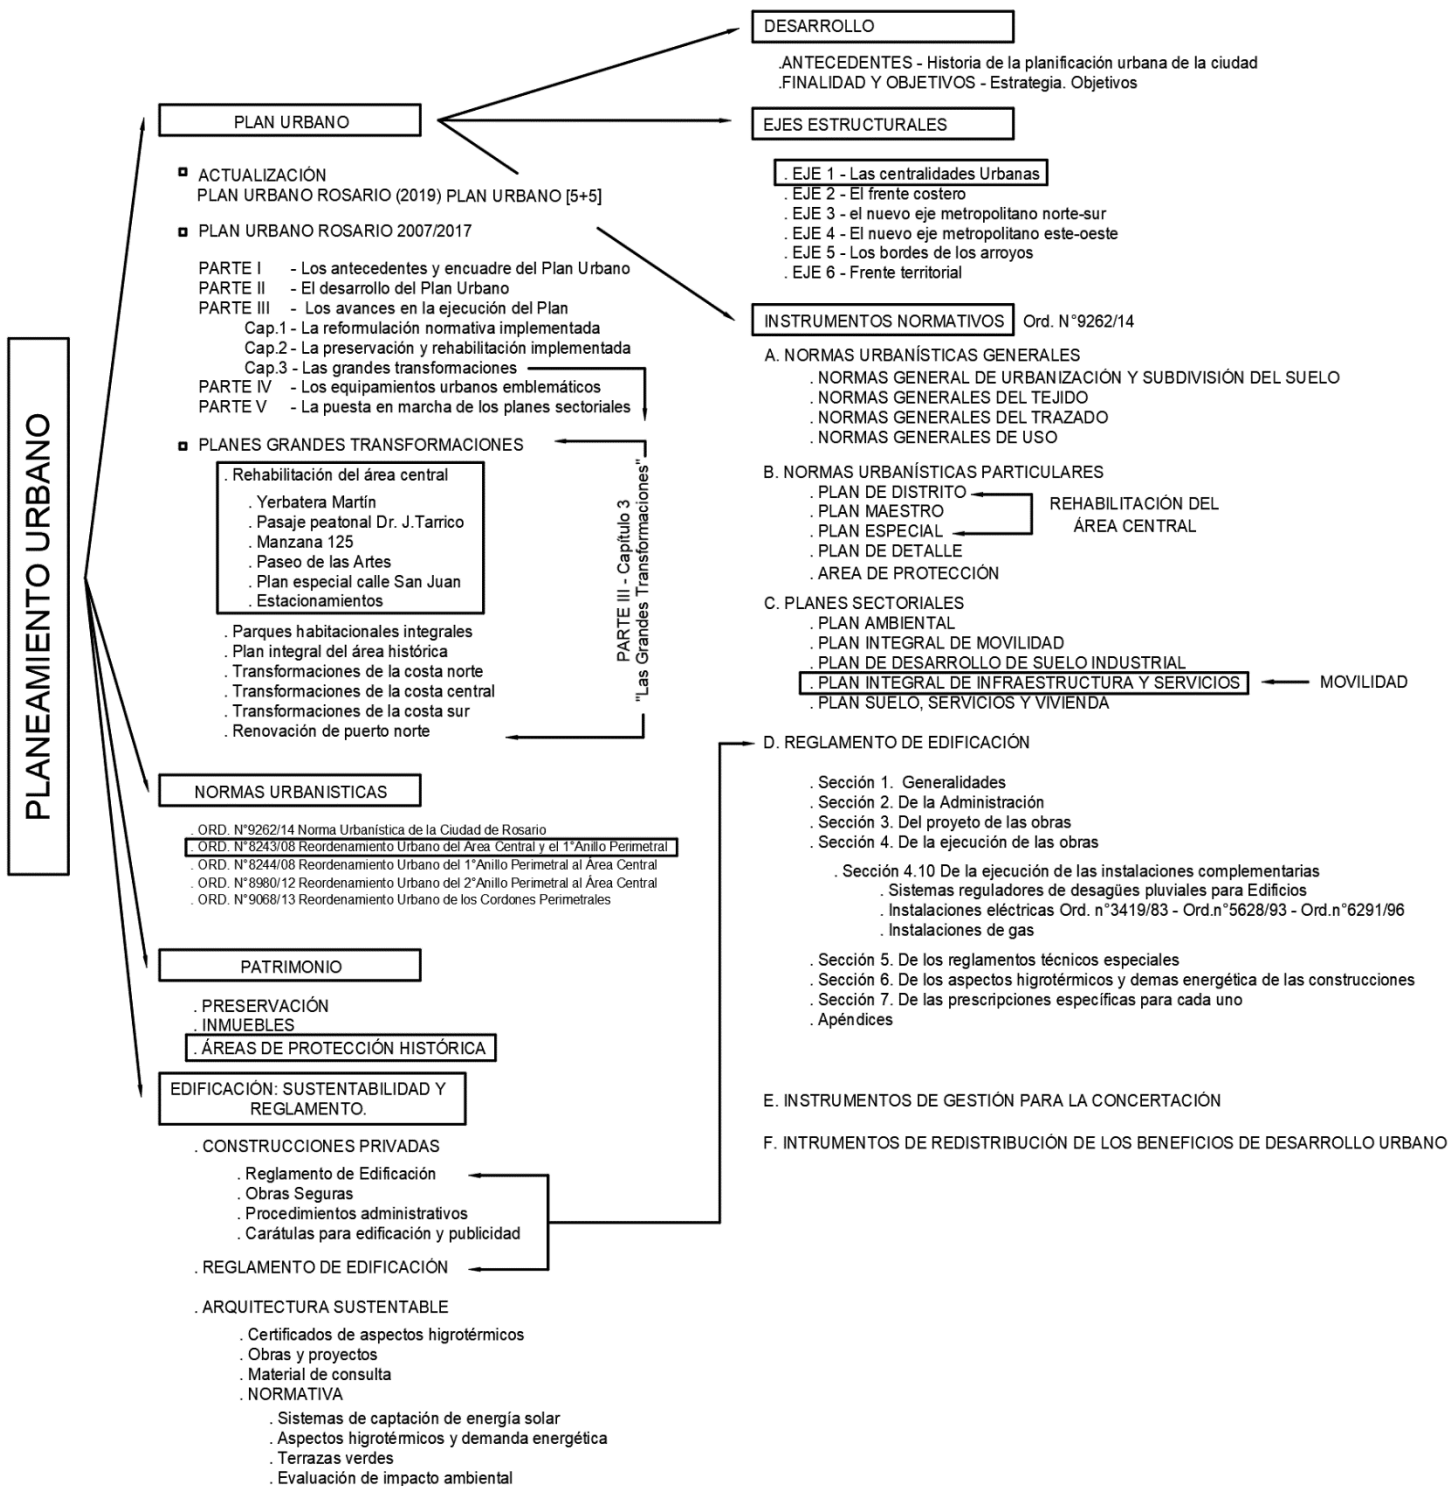 PLANEAMIENTO URBANO
PLAN URBANO
ACTUALIZACIÓN
PLAN URBANO ROSARIO (2019) PLAN URBANO [5+5]
PLAN URBANO ROSARIO 2007/2017
PARTE I - Los antecedentes y encuadre del Plan Urbano
PARTE II - El desarrollo del Plan Urbano
PARTE III - Los avances en la ejecución del Plan
Cap.1 - La reformulación normativa implementada
Cap.2 - La preservación y rehabilitación implementada
Cap.3 - Las grandes transformaciones
PARTE IV - Los equipamientos urbanos emblemáticos
PARTE V - La puesta en marcha de los planes sectoriales
PLANES GRANDES TRANSFORMACIONES
. Rehabilitación del área central
. Yerbatera Martín
. Pasaje peatonal Dr. J.Tarrico
. Manzana 125
. Paseo de las Artes
. Plan especial calle San Juan
. Estacionamientos
. Parques habitacionales integrales
. Plan integral del área histórica
. Transformaciones de la costa norte
. Transformaciones de la costa central
. Transformaciones de la costa sur
. Renovación de puerto norte
PARTE III - Capítulo 3
"Las Grandes Transformaciones"
NORMAS URBANISTICAS
. ORD. N°9262/14 Norma Urbanística de la Ciudad de Rosario
. ORD. N°8243/08 Reordenamiento Urbano del Área Central y el 1°Anillo Perimetral
. ORD. N°8244/08 Reordenamiento Urbano del 1°Anillo Perimetral al Área Central
. ORD. N°8980/12 Reordenamiento Urbano del 2°Anillo Perimetral al Área Central
. ORD. N°9068/13 Reordenamiento Urbano de los Cordones Perimetrales
PATRIMONIO
. PRESERVACIÓN
. INMUEBLES
. ÁREAS DE PROTECCIÓN HISTÓRICA
EDIFICACIÓN: SUSTENTABILIDAD Y
REGLAMENTO.
. CONSTRUCCIONES PRIVADAS
. Reglamento de Edificación
. Obras Seguras
. Procedimientos administrativos
. Carátulas para edificación y publicidad
. REGLAMENTO DE EDIFICACIÓN
. ARQUITECTURA SUSTENTABLE
. Certificados de aspectos higrotérmicos
. Obras y proyectos
. Material de consulta
. NORMATIVA
. Sistemas de captación de energía solar
. Aspectos higrotérmicos y demanda energética
. Terrazas verdes
. Evaluación de impacto ambiental
DESARROLLO
.ANTECEDENTES - Historia de la planificación urbana de la ciudad
.FINALIDAD Y OBJETIVOS - Estrategia. Objetivos
EJES ESTRUCTURALES
. EJE 1 - Las centralidades Urbanas
. EJE 2 - El frente costero
. EJE 3 - el nuevo eje metropolitano norte-sur
. EJE 4 - El nuevo eje metropolitano este-oeste
. EJE 5 - Los bordes de los arroyos
. EJE 6 - Frente territorial
INSTRUMENTOS NORMATIVOS Ord. N°9262/14
A. NORMAS URBANÍSTICAS GENERALES
. NORMAS GENERAL DE URBANIZACIÓN Y SUBDIVISIÓN DEL SUELO
. NORMAS GENERALES DEL TEJIDO
. NORMAS GENERALES DEL TRAZADO
. NORMAS GENERALES DE USO
B. NORMAS URBANÍSTICAS PARTICULARES
. PLAN DE DISTRITO
. PLAN MAESTRO
. PLAN ESPECIAL
. PLAN DE DETALLE
. AREA DE PROTECCIÓN
REHABILITACIÓN DEL
ÁREA CENTRAL
C. PLANES SECTORIALES
. PLAN AMBIENTAL
. PLAN INTEGRAL DE MOVILIDAD
. PLAN DE DESARROLLO DE SUELO INDUSTRIAL
. PLAN INTEGRAL DE INFRAESTRUCTURA Y SERVICIOS MOVILIDAD
. PLAN SUELO, SERVICIOS Y VIVIENDA
D. REGLAMENTO DE EDIFICACIÓN
. Sección 1. Generalidades
. Sección 2. De la Administración
. Sección 3. Del proyeto de las obras
. Sección 4. De la ejecución de las obras
. Sección 4.10 De la ejecución de las instalaciones complementarias
. Sistemas reguladores de desagües pluviales para Edificios
. Instalaciones eléctricas Ord. n°3419/83 - Ord.n°5628/93 - Ord.n°6291/96
. Instalaciones de gas
. Sección 5. De los reglamentos técnicos especiales
. Sección 6. De los aspectos higrotérmicos y demas energética de las construcciones
. Sección 7. De las prescripciones específicas para cada uno
. Apéndices
E. INSTRUMENTOS DE GESTIÓN PARA LA CONCERTACIÓN
F. INTRUMENTOS DE REDISTRIBUCIÓN DE LOS BENEFICIOS DE DESARROLLO URBANO